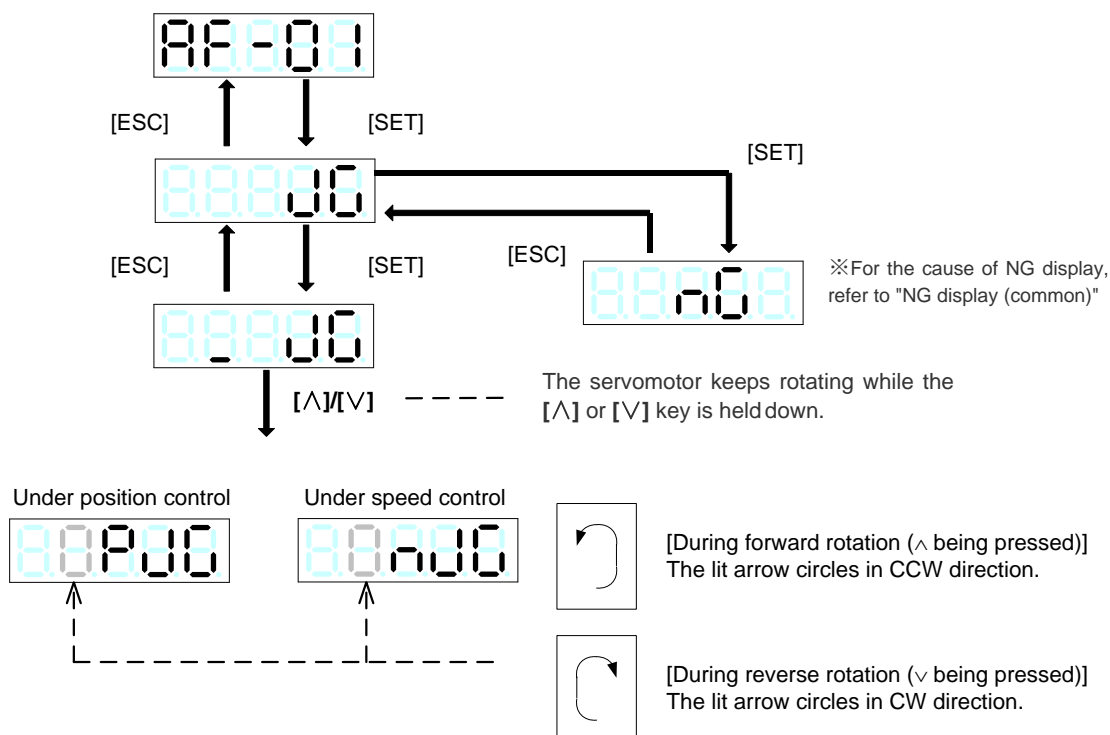 AF-01
[ESC]
[SET]
[SET]
JG
[ESC]
[SET]
[ESC]
nG
※For the cause of NG display,
refer to "NG display (common)"
_ JG
[∧]/[∨]
The servomotor keeps rotating while the
[∧] or [∨] key is held down.
Under position control
Under speed control
PJG
nJG
[During forward rotation (∧ being pressed)]
The lit arrow circles in CCW direction.
[During reverse rotation (∨ being pressed)]
The lit arrow circles in CW direction.